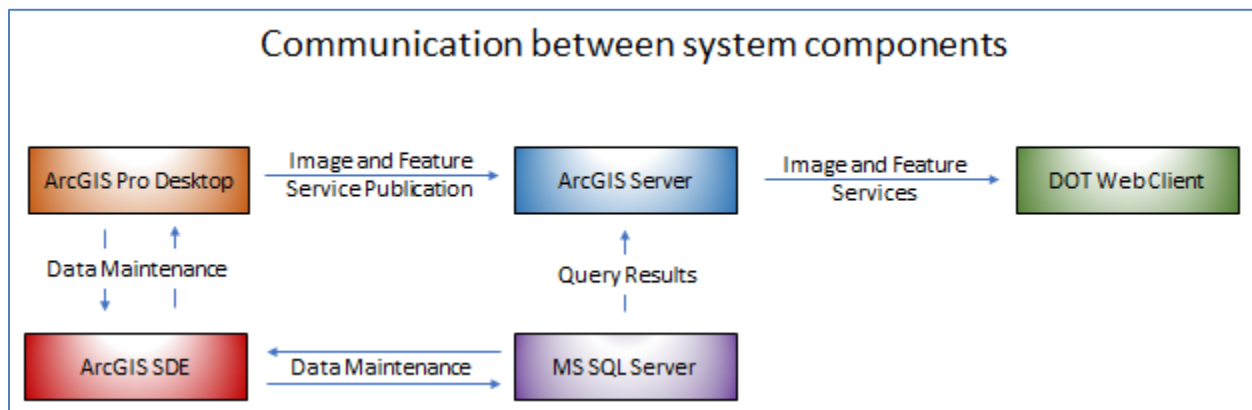 Communication between system components
ArcGIS Pro Desktop
Image and Feature
Service Publication
ArcGIS Server
Image and Feature
Services
DOT Web Client
Data Maintenance
Query Results
ArcGIS SDE
Data Maintenance
MS SQL Server